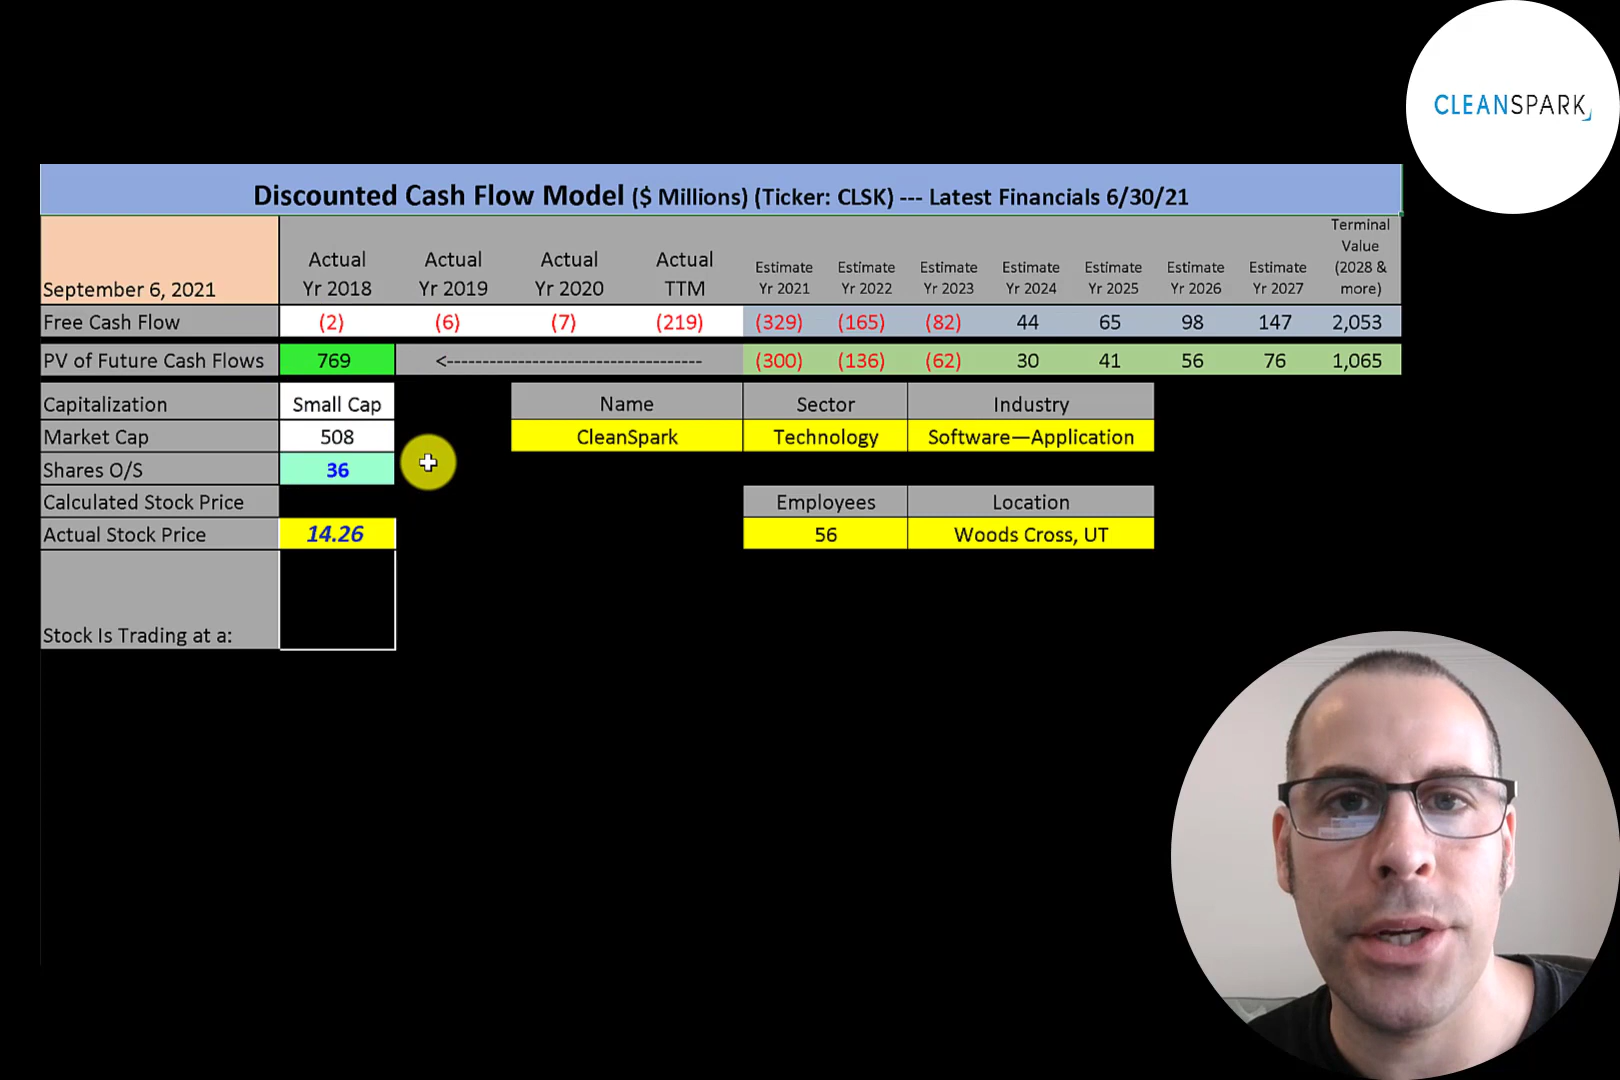 CLEANSPARK
Discounted Cash Flow Model ($ Millions) (Ticker: CLSK) --- Latest Financials 6/30/21
September 6, 2021 Actual Yr 2018 Actual Yr 2019 Actual Yr 2020 Actual TTM Estimate Yr 2021 Estimate Yr 2022 Estimate Yr 2023 Estimate Yr 2024 Estimate Yr 2025 Estimate Yr 2026 Estimate Yr 2027 Terminal Value (2028 & more)
Free Cash Flow (2) (6) (7) (219) (329) (165) (82) 44 65 98 147 2,053
PV of Future Cash Flows 769 <-------------------------------- (300) (136) (62) 30 41 56 76 1,065
Capitalization Small Cap Name Sector Industry
Market Cap 508 CleanSpark Technology Software—Application
Shares O/S 36
Calculated Stock Price Employees Location
Actual Stock Price 14.26 56 Woods Cross, UT
Stock Is Trading at a: